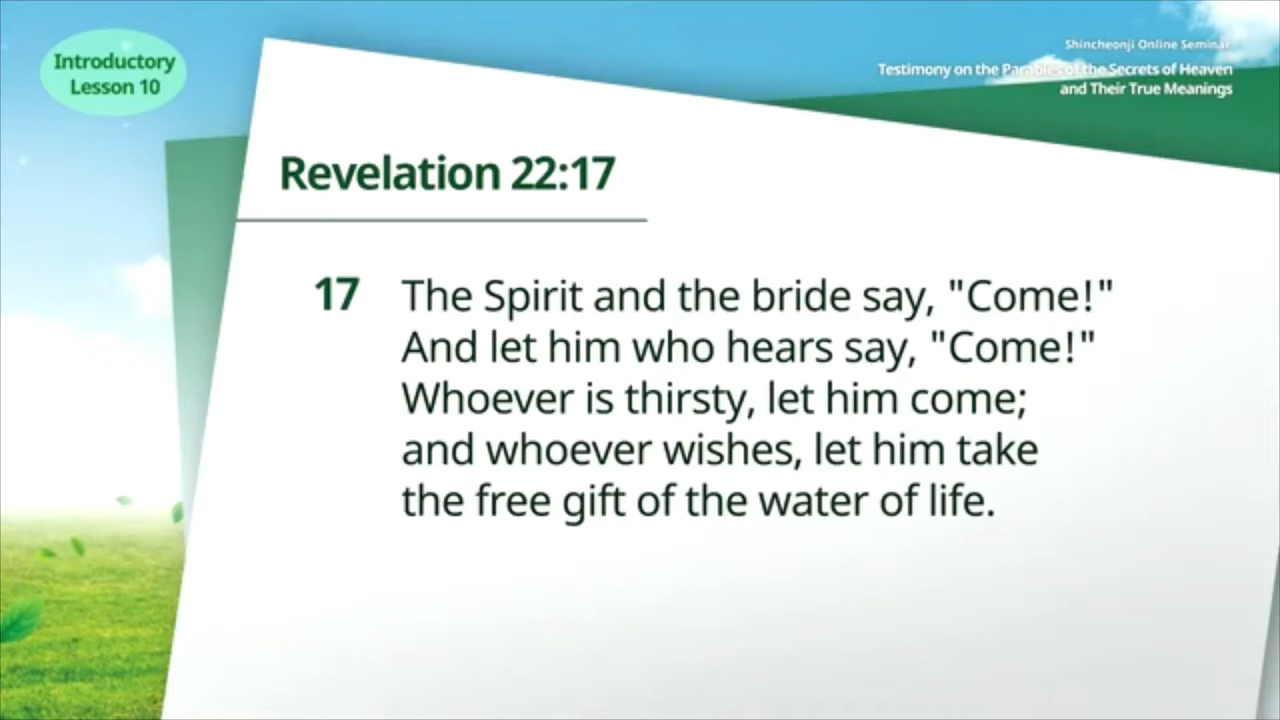 Introductory
Lesson 10
Shincheonji Online Seminar
Testimony on the Parables of the Secrets of Heaven
and Their True Meanings
Revelation 22:17
17 The Spirit and the bride say, "Come!"
And let him who hears say, "Come!"
Whoever is thirsty, let him come;
and whoever wishes, let him take
the free gift of the water of life.